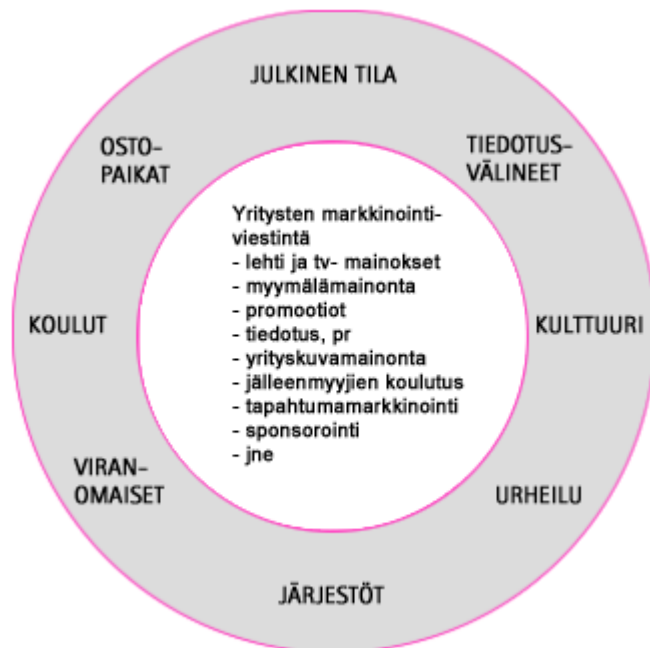 JULKINEN TILA
OSTO-
PAIKAT
TIEDOTUS-
VÄLINEET
Yritysten markkinointi-
viestintä
- lehti ja tv- mainokset
- myymälämainonta
- promootiot
- tiedotus, pr
- yrityskuvamainonta
- jälleenmyyjien koulutus
- tapahtumamarkkinointi
- sponsorointi
- jne
KOULUT
KULTTUURI
VIRAN-
OMAISET
URHEILU
JÄRJESTÖT